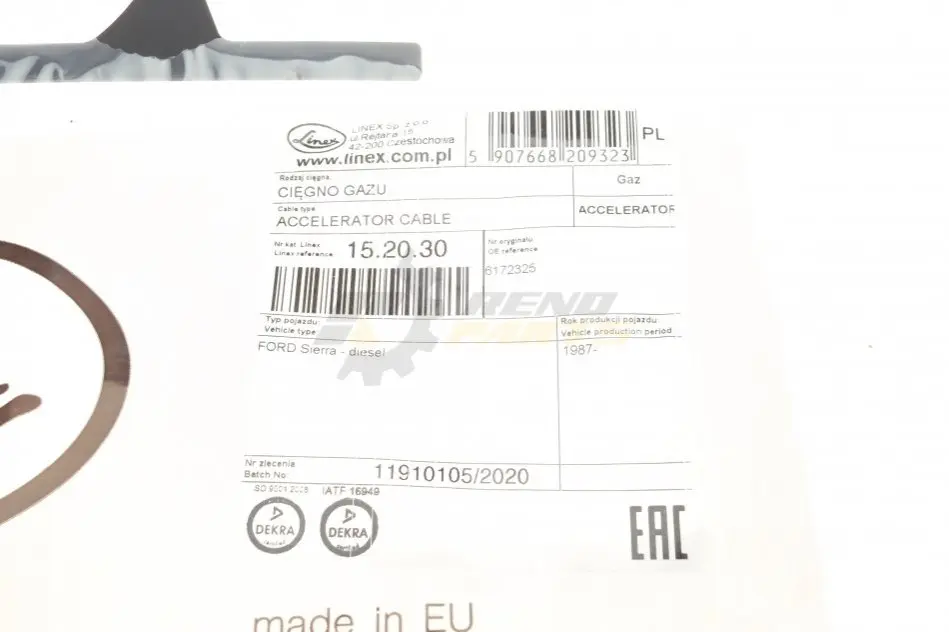 Linex
LINEX Sp. z o.o.
ul. Rejtana 16
42-200 Częstochowa
www.linex.com.pl
5 907668 209323
PL
Rodzaj cięgna:
CIĘGNO GAZU
Gaz
Cable type
ACCELERATOR CABLE
ACCELERATOR
Nr kat. Linex
Linex reference
15.20.30
Nr oryginału
OE reference
6172325
RENO
Typ pojazdu:
Vehicle type
Rok produkcji pojazdu:
Vehicle production period
FORD Sierra - diesel
1987-
Nr zlecenia
Batch No
11910105/2020
IATF 16949
DEKRA
DEKRA
EAC
made in EU